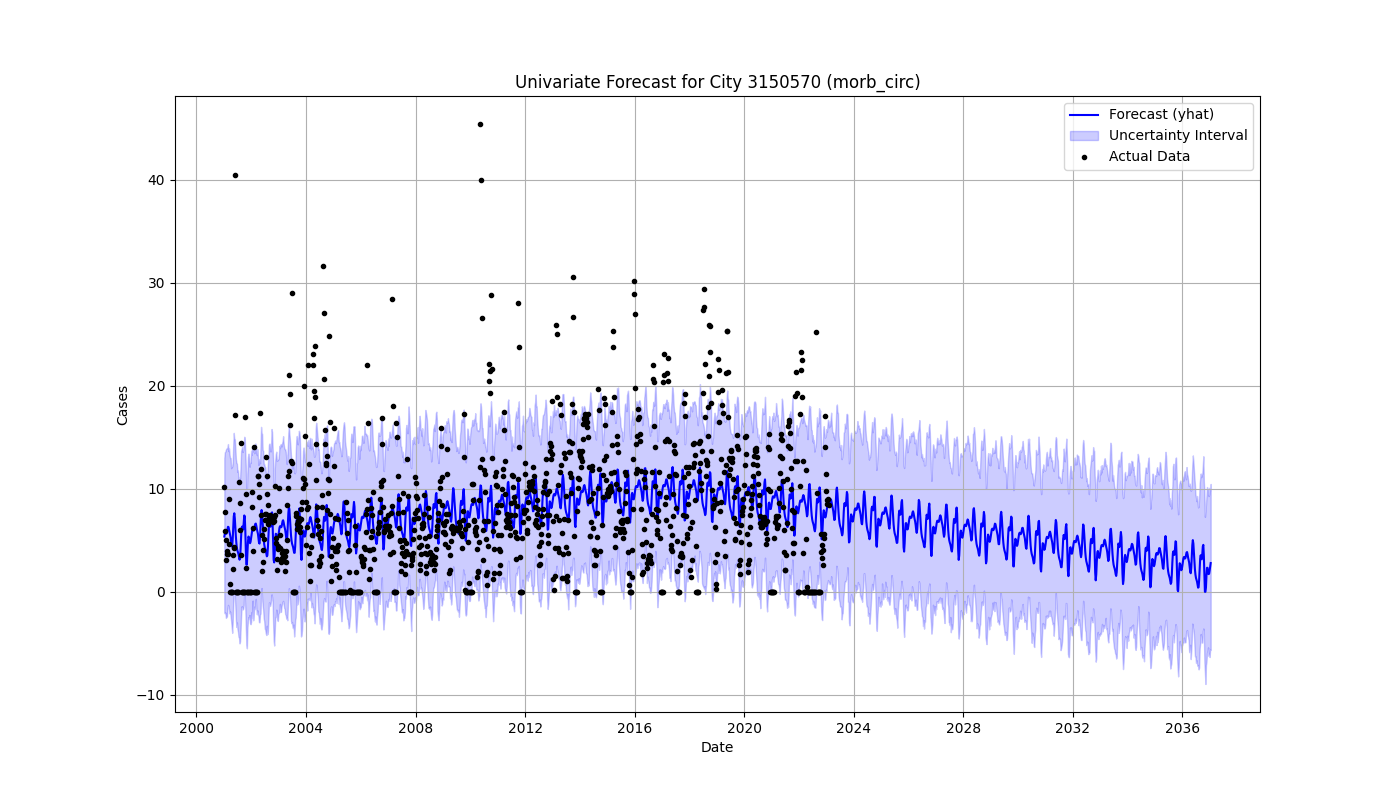 Univariate Forecast for City 3150570 (morb_circ)
Forecast (yhat)
Uncertainty Interval
Actual Data
Cases
40
30
20
10
0
−10
2000 2004 2008 2012 2016 2020 2024 2028 2032 2036
Date